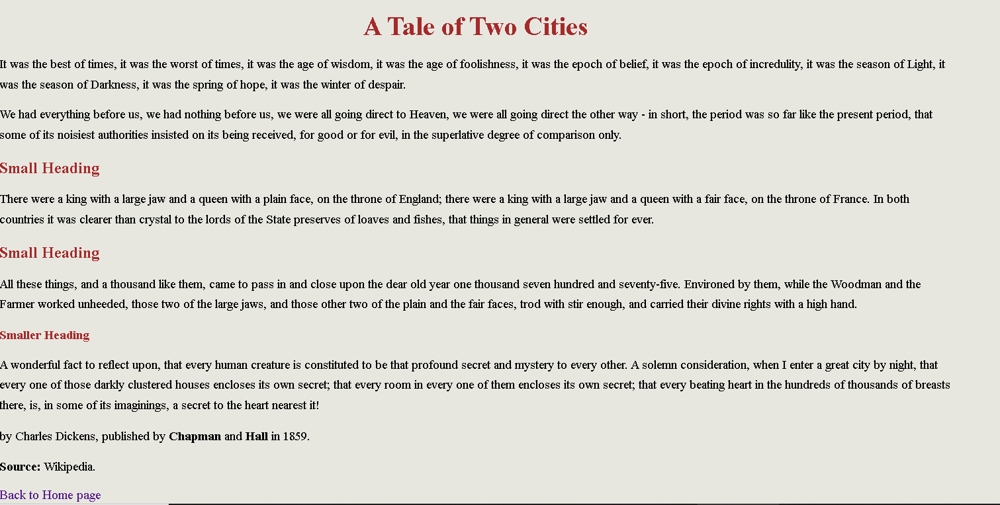 A Tale of Two Cities
It was the best of times, it was the worst of times, it was the age of wisdom, it was the age of foolishness, it was the epoch of belief, it was the epoch of incredulity, it was the season of Light, it
was the season of Darkness, it was the spring of hope, it was the winter of despair.
We had everything before us, we had nothing before us, we were all going direct to Heaven, we were all going direct the other way - in short, the period was so far like the present period, that
some of its noisiest authorities insisted on its being received, for good or for evil, in the superlative degree of comparison only.
Small Heading
There were a king with a large jaw and a queen with a plain face, on the throne of England; there were a king with a large jaw and a queen with a fair face, on the throne of France. In both
countries it was clearer than crystal to the lords of the State preserves of loaves and fishes, that things in general were settled for ever.
Small Heading
All these things, and a thousand like them, came to pass in and close upon the dear old year one thousand seven hundred and seventy-five. Environed by them, while the Woodman and the
Farmer worked unheeded, those two of the large jaws, and those other two of the plain and the fair faces, trod with stir enough, and carried their divine rights with a high hand.
Smaller Heading
A wonderful fact to reflect upon, that every human creature is constituted to be that profound secret and mystery to every other. A solemn consideration, when I enter a great city by night, that
every one of those darkly clustered houses encloses its own secret; that every room in every one of them encloses its own secret; that every beating heart in the hundreds of thousands of breasts
there, is, in some of its imaginings, a secret to the heart nearest it!
by Charles Dickens, published by Chapman and Hall in 1859.
Source: Wikipedia.
Back to Home page